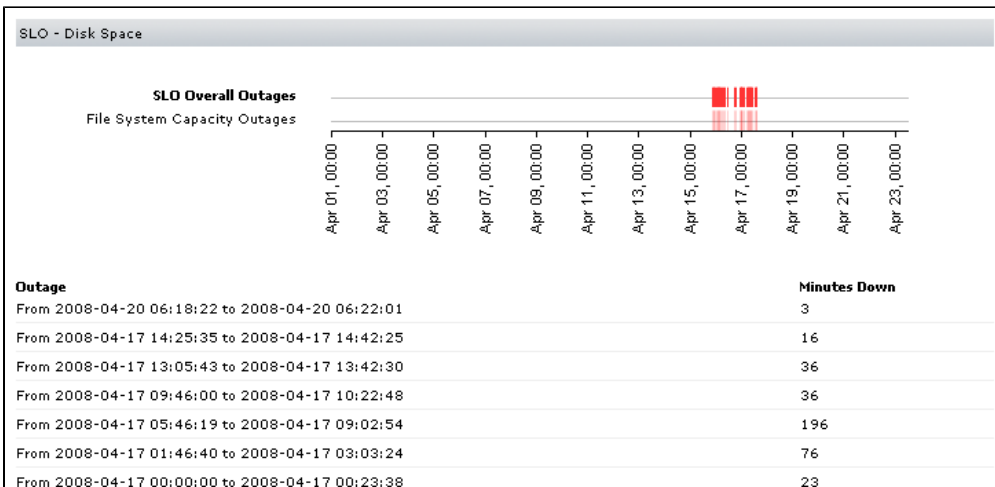 SLO - Disk Space
SLO Overall Outages
File System Capacity Outages
Apr 01, 00:00
Apr 03, 00:00
Apr 05, 00:00
Apr 07, 00:00
Apr 09, 00:00
Apr 11, 00:00
Apr 13, 00:00
Apr 15, 00:00
Apr 17, 00:00
Apr 19, 00:00
Apr 21, 00:00
Apr 23, 00:00
Outage Minutes Down
From 2008-04-20 06:18:22 to 2008-04-20 06:22:01 3
From 2008-04-17 14:25:35 to 2008-04-17 14:42:25 16
From 2008-04-17 13:05:43 to 2008-04-17 13:42:30 36
From 2008-04-17 09:46:00 to 2008-04-17 10:22:48 36
From 2008-04-17 05:46:19 to 2008-04-17 09:02:54 196
From 2008-04-17 01:46:40 to 2008-04-17 03:03:24 76
From 2008-04-17 00:00:00 to 2008-04-17 00:23:38 23